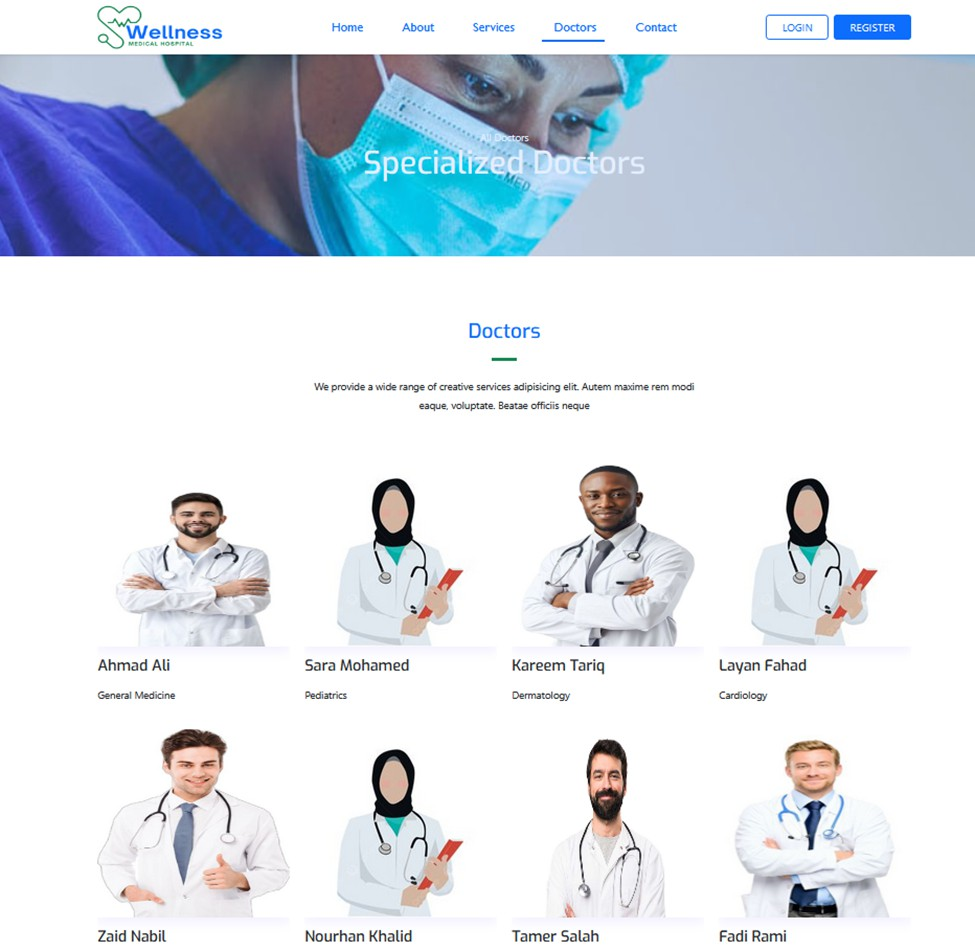 Wellness
MEDICAL HOSPITAL
Home About Services Doctors Contact LOGIN REGISTER
All Doctors
Specialized Doctors
Doctors
We provide a wide range of creative services adipisicing elit. Autem maxime rem modi
eaque, voluptate. Beatae officiis neque
Ahmad Ali Sara Mohamed Kareem Tariq Layan Fahad
General Medicine Pediatrics Dermatology Cardiology
Zaid Nabil Nourhan Khalid Tamer Salah Fadi Rami